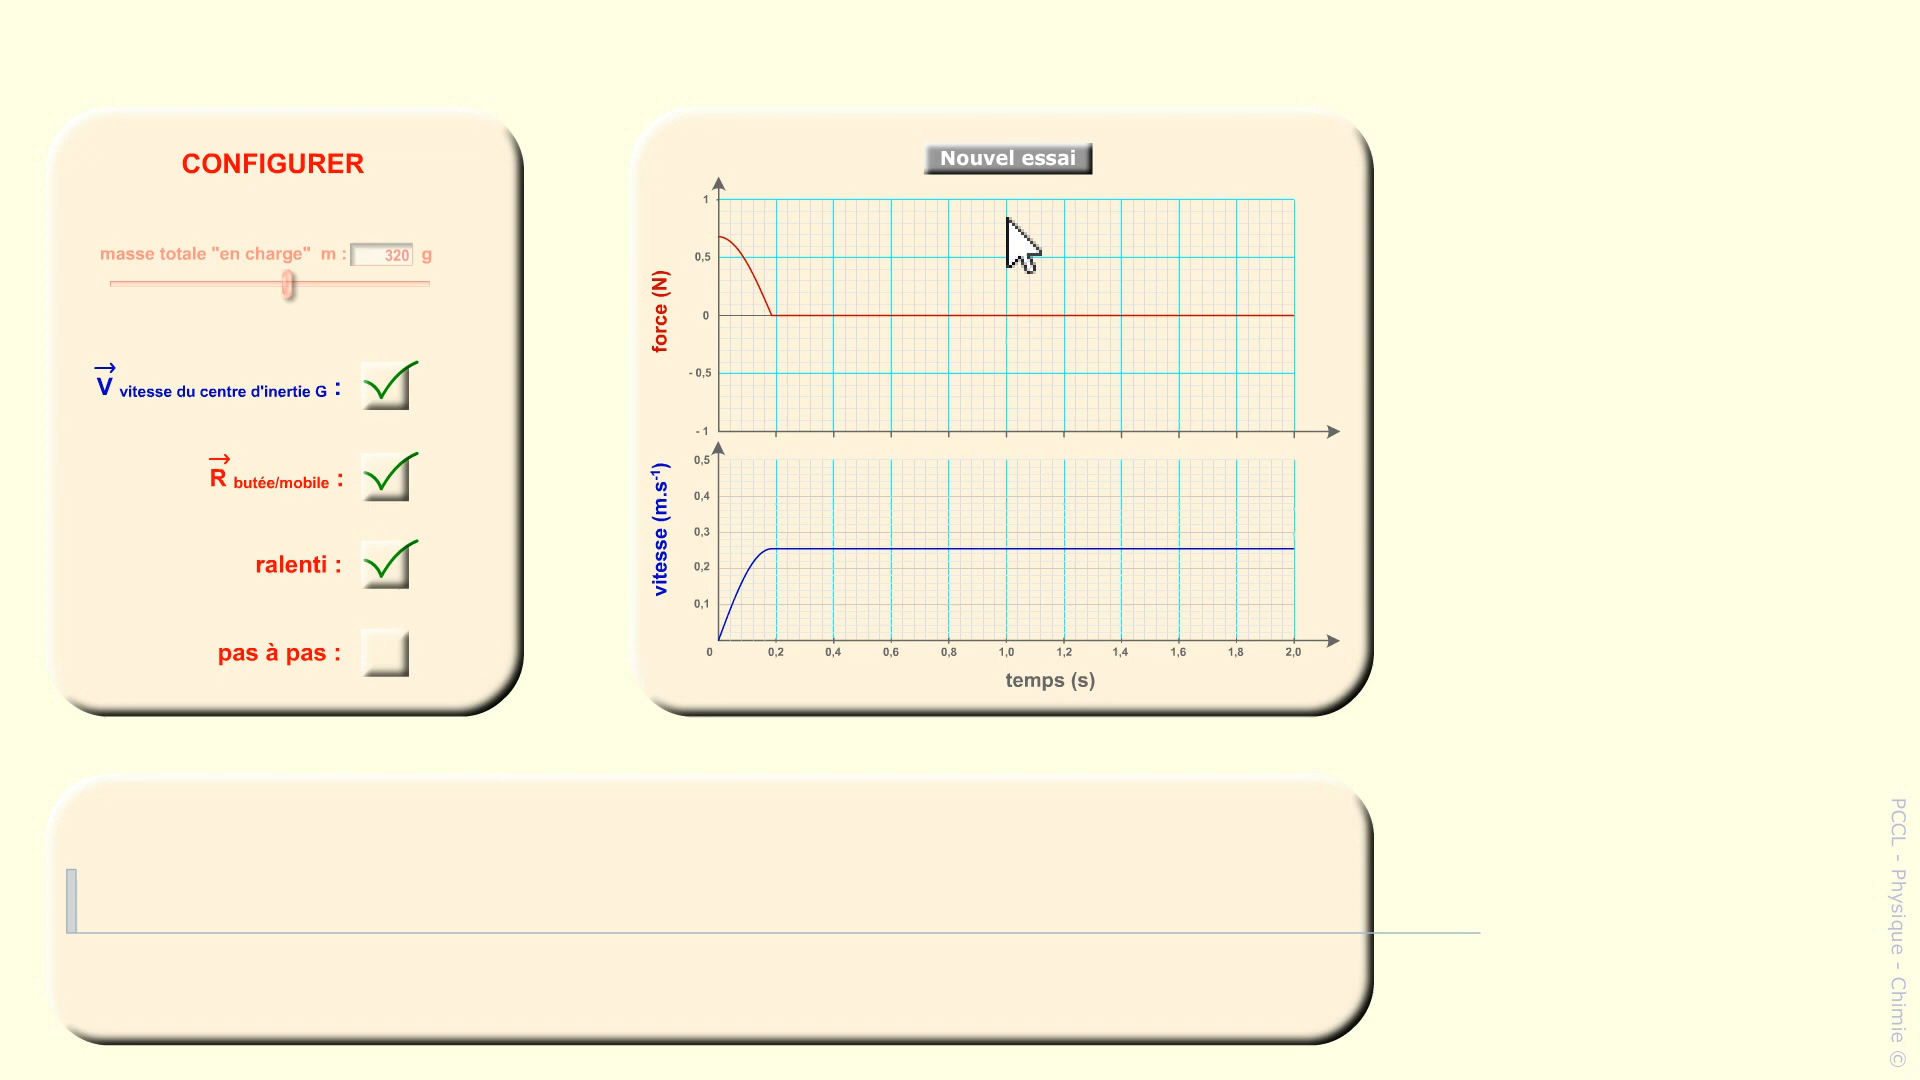 CONFIGURER
masse totale "en charge" m : 320 g
V vitesse du centre d'inertie G :
R butée/mobile :
ralenti :
pas à pas :
Nouvel essai
force (N)
1
0,5
0
- 0,5
- 1
vitesse (m.s⁻¹)
0,5
0,4
0,3
0,2
0,1
0 0,2 0,4 0,6 0,8 1,0 1,2 1,4 1,6 1,8 2,0
temps (s)
PCCL - Physique - Chimie ©